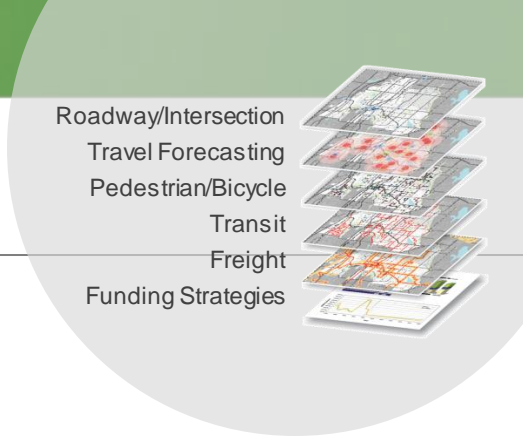 Roadway/Intersection
Travel Forecasting
Pedestrian/Bicycle
Transit
Freight
Funding Strategies